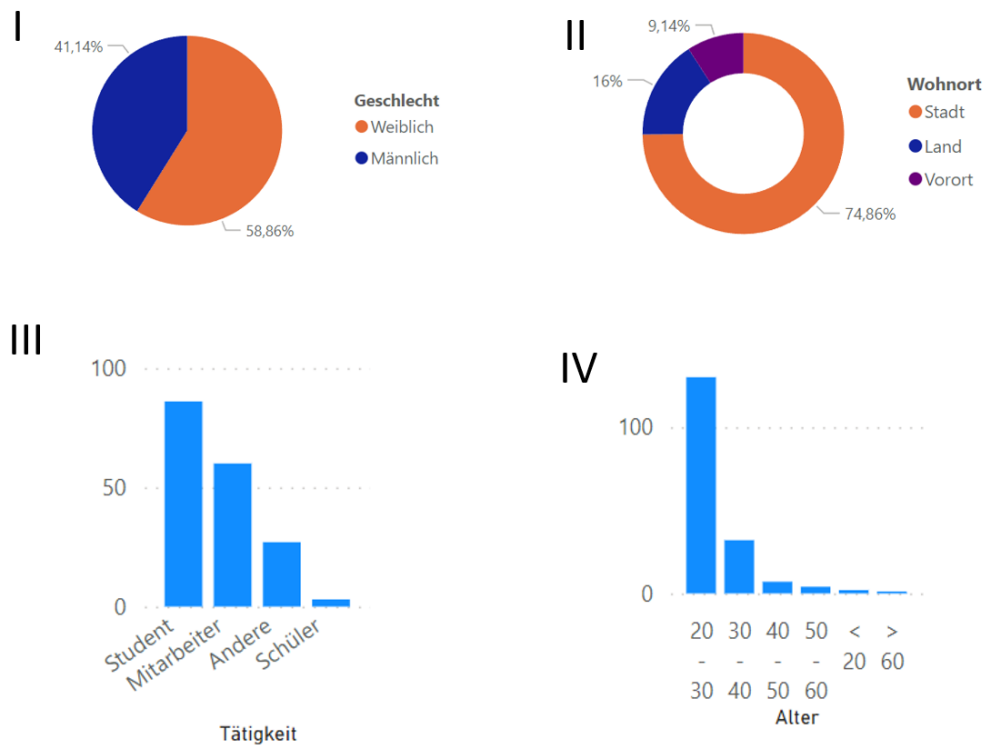 I
41,14%
58,86%
Geschlecht
Weiblich
Männlich
II
9,14%
16%
74,86%
Wohnort
Stadt
Land
Vorort
III
100
50
0
Student
Mitarbeiter
Andere
Schüler
Tätigkeit
IV
100
0
20 - 30
30 - 40
40 - 50
50 - 60
< 20
> 60
Alter